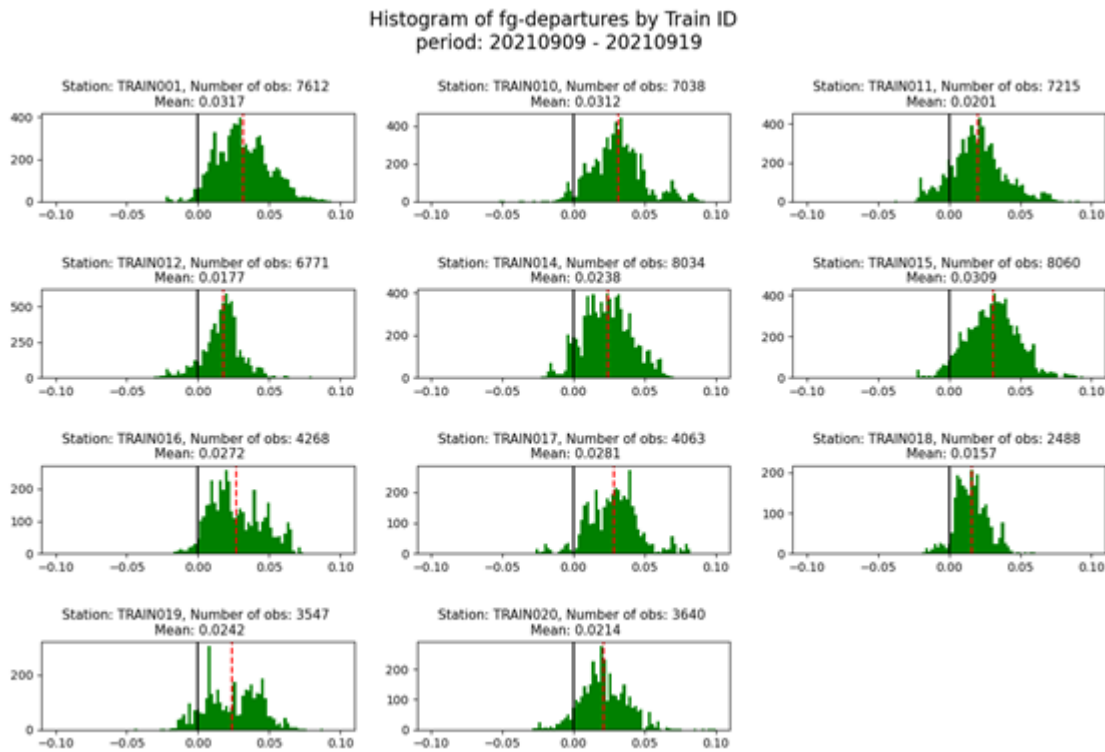 Histogram of fg-departures by Train ID
period: 20210909 - 20210919
Station: TRAIN001, Number of obs: 7612
Mean: 0.0317
400
200
0
−0.10 −0.05 0.00 0.05 0.10
Station: TRAIN010, Number of obs: 7038
Mean: 0.0312
400
200
0
−0.10 −0.05 0.00 0.05 0.10
Station: TRAIN011, Number of obs: 7215
Mean: 0.0201
400
200
0
−0.10 −0.05 0.00 0.05 0.10
Station: TRAIN012, Number of obs: 6771
Mean: 0.0177
500
250
0
−0.10 −0.05 0.00 0.05 0.10
Station: TRAIN014, Number of obs: 8034
Mean: 0.0238
400
200
0
−0.10 −0.05 0.00 0.05 0.10
Station: TRAIN015, Number of obs: 8060
Mean: 0.0309
400
200
0
−0.10 −0.05 0.00 0.05 0.10
Station: TRAIN016, Number of obs: 4268
Mean: 0.0272
200
100
0
−0.10 −0.05 0.00 0.05 0.10
Station: TRAIN017, Number of obs: 4063
Mean: 0.0281
200
100
0
−0.10 −0.05 0.00 0.05 0.10
Station: TRAIN018, Number of obs: 2488
Mean: 0.0157
200
100
0
−0.10 −0.05 0.00 0.05 0.10
Station: TRAIN019, Number of obs: 3547
Mean: 0.0242
200
0
−0.10 −0.05 0.00 0.05 0.10
Station: TRAIN020, Number of obs: 3640
Mean: 0.0214
200
100
0
−0.10 −0.05 0.00 0.05 0.10